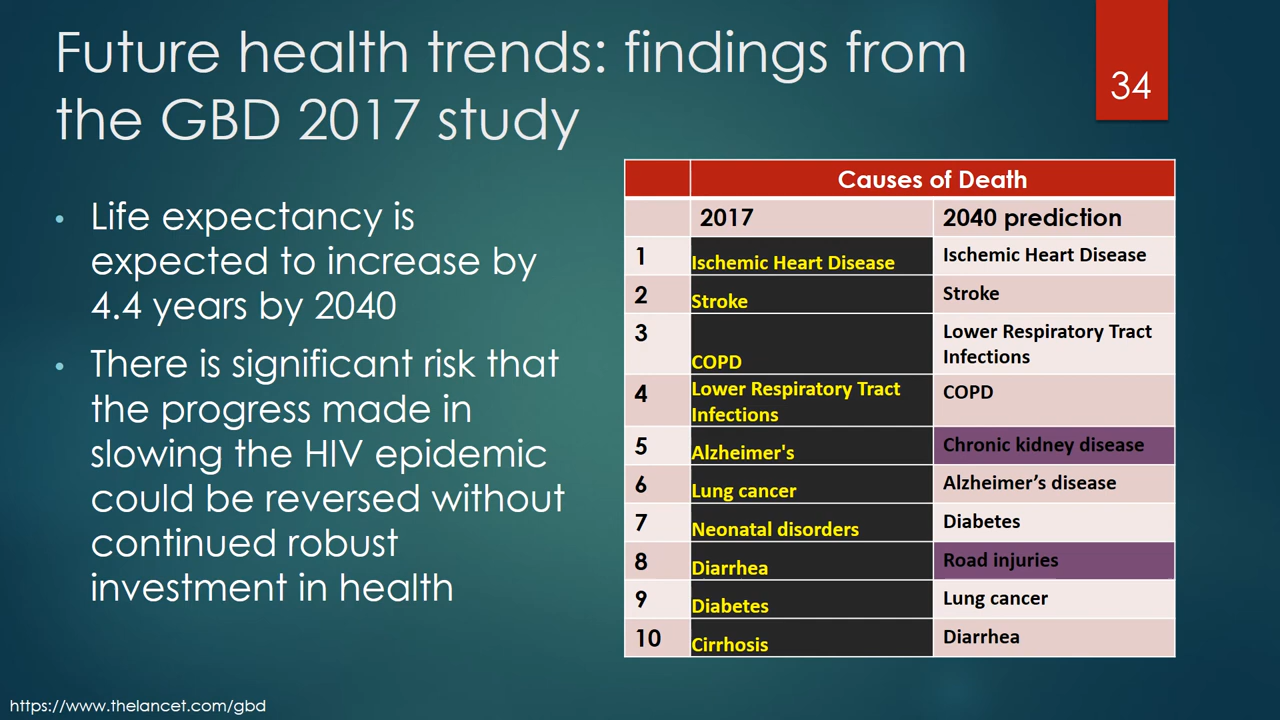 Future health trends: findings from
the GBD 2017 study
34
• Life expectancy is
expected to increase by
4.4 years by 2040
• There is significant risk that
the progress made in
slowing the HIV epidemic
could be reversed without
continued robust
investment in health
Causes of Death
2017 2040 prediction
1 Ischemic Heart Disease Ischemic Heart Disease
2 Stroke Stroke
3 COPD Lower Respiratory Tract
Infections
4 Lower Respiratory Tract
Infections COPD
5 Alzheimer's Chronic kidney disease
6 Lung cancer Alzheimer’s disease
7 Neonatal disorders Diabetes
8 Diarrhea Road injuries
9 Diabetes Lung cancer
10 Cirrhosis Diarrhea
https://www.thelancet.com/gbd